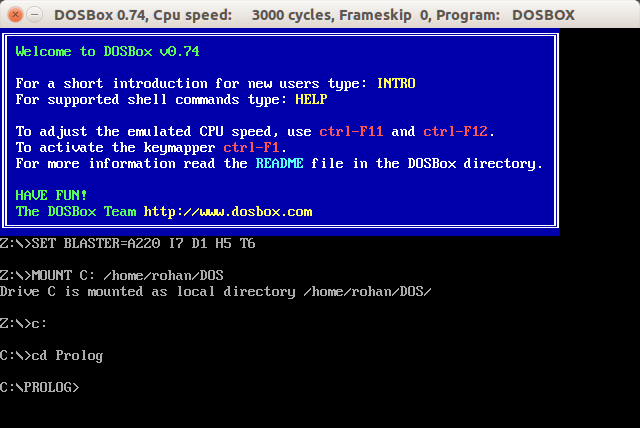 DOSBox 0.74, Cpu speed: 3000 cycles, Frameskip 0, Program: DOSBOX
Welcome to DOSBox v0.74
For a short introduction for new users type: INTRO
For supported shell commands type: HELP
To adjust the emulated CPU speed, use ctrl-F11 and ctrl-F12.
To activate the keymapper ctrl-F1.
For more information read the README file in the DOSBox directory.
HAVE FUN!
The DOSBox Team http://www.dosbox.com
Z:\>SET BLASTER=A220 I7 D1 H5 T6
Z:\>MOUNT C: /home/rohan/DOS
Drive C is mounted as local directory /home/rohan/DOS/
Z:\>c:
C:\>cd Prolog
C:\PROLOG>